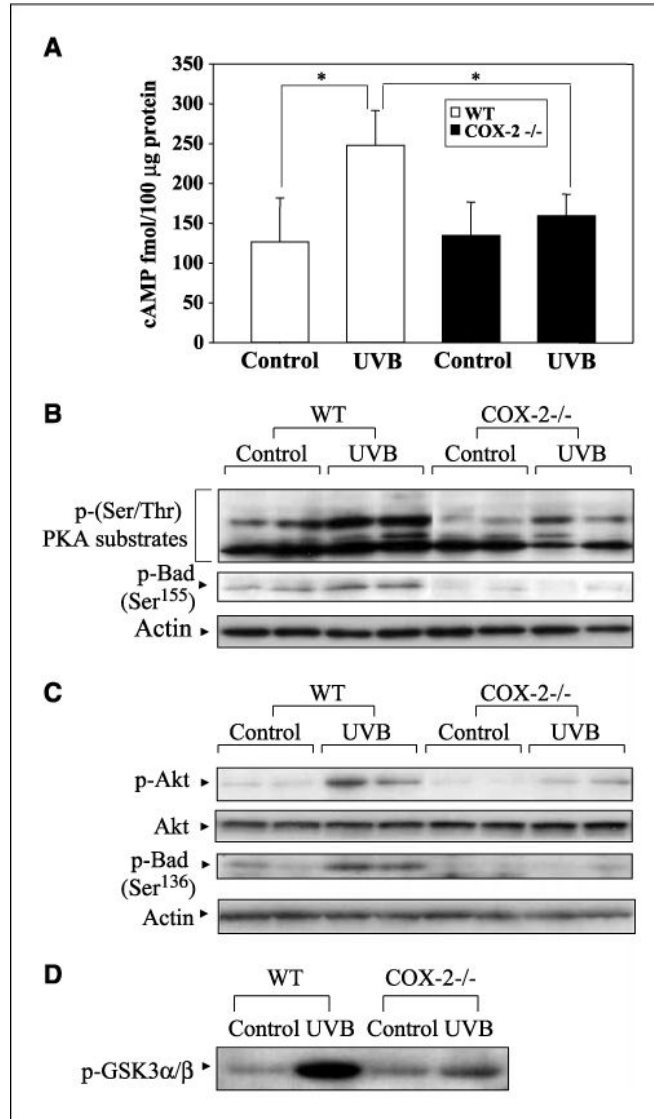 A
350
300
250
200
150
100
50
0
cAMP fmol/100 µg protein
* *
WT
COX-2 -/-
Control UVB Control UVB
B
WT COX-2-/-
Control UVB Control UVB
p-(Ser/Thr)
PKA substrates
p-Bad
(Ser155)
Actin
C
WT COX-2-/-
Control UVB Control UVB
p-Akt
Akt
p-Bad
(Ser136)
Actin
D
WT COX-2-/-
Control UVB Control UVB
p-GSK3α/β